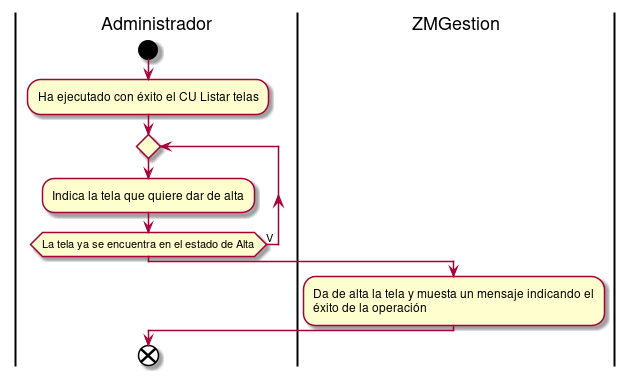 Administrador
ZMGestion
Ha ejecutado con éxito el CU Listar telas
Indica la tela que quiere dar de alta
La tela ya se encuentra en el estado de Alta
V
Da de alta la tela y muesta un mensaje indicando el
éxito de la operación